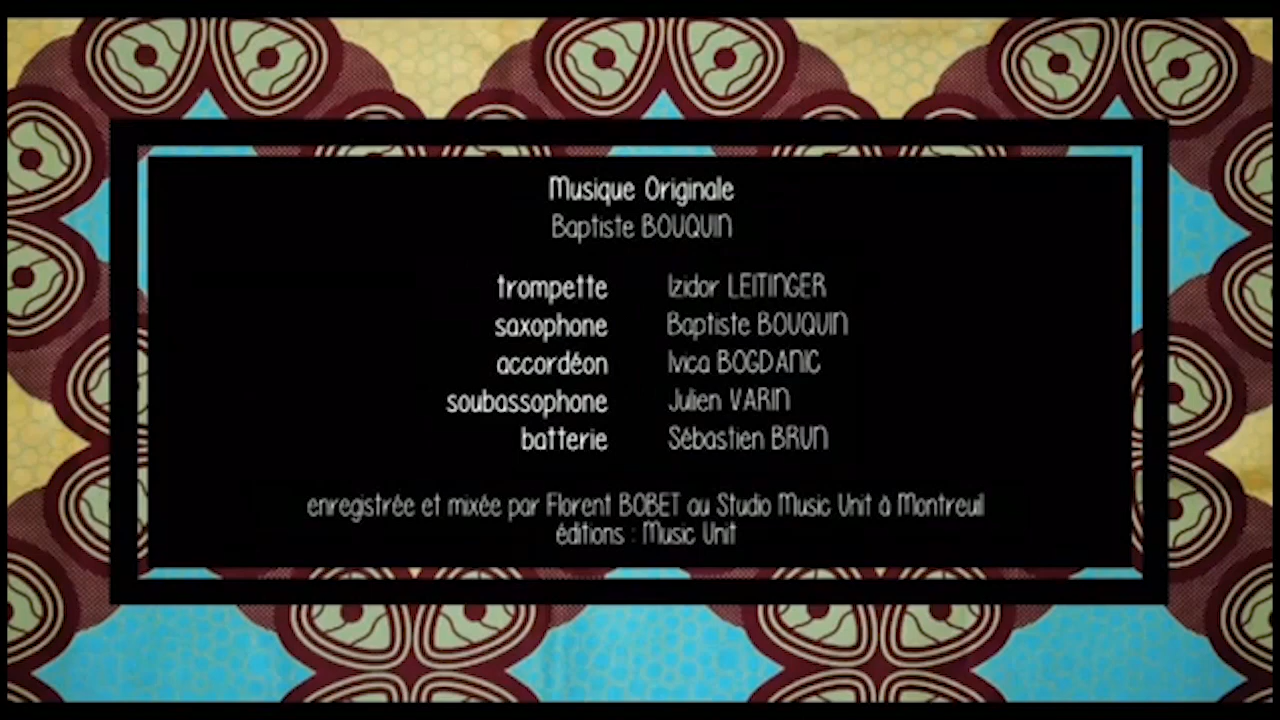 Musique Originale
Baptiste BOUQUIN
trompette Izidor LEITINGER
saxophone Baptiste BOUQUIN
accordéon Ivica BOGDANIC
soubassophone Julien VARIN
batterie Sébastien BRUN
enregistrée et mixée par Florent BOBET au Studio Music Unit à Montreuil
éditions : Music Unit